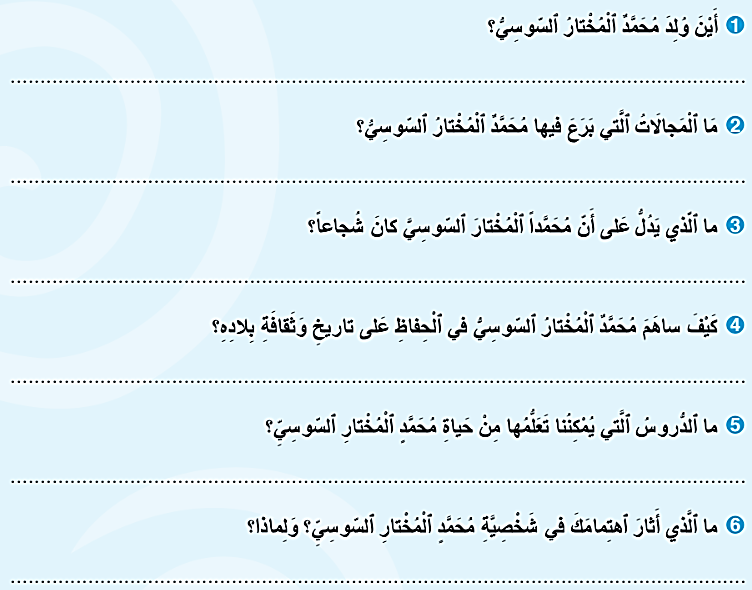 1 أَيْنَ وُلِدَ مُحَمَّدٌ ٱلْمُخْتارُ ٱلسّوسِيُّ؟
2 مَا ٱلْمَجالَاتُ ٱلَّتي بَرَعَ فيها مُحَمَّدٌ ٱلْمُخْتارُ ٱلسّوسِيُّ؟
3 ما ٱلَّذي يَدُلُّ عَلى أَنَّ مُحَمَّداً ٱلْمُخْتارَ ٱلسّوسِيَّ كانَ شُجاعاً؟
4 كَيْفَ ساهَمَ مُحَمَّدٌ ٱلْمُخْتارُ ٱلسّوسِيُّ في ٱلْحِفاظِ عَلى تاريخِ وَثَقافَةِ بِلادِهِ؟
5 ما ٱلدُّروسُ ٱلَّتي يُمْكِنُنا تَعَلُّمُها مِنْ حَياةِ مُحَمَّدٍ ٱلْمُخْتارِ ٱلسّوسِيِّ؟
6 ما ٱلَّذي أَثارَ ٱهتِمامَكَ في شَخْصِيَّةِ مُحَمَّدٍ ٱلْمُخْتارِ ٱلسّوسِيِّ؟ وَلِماذا؟